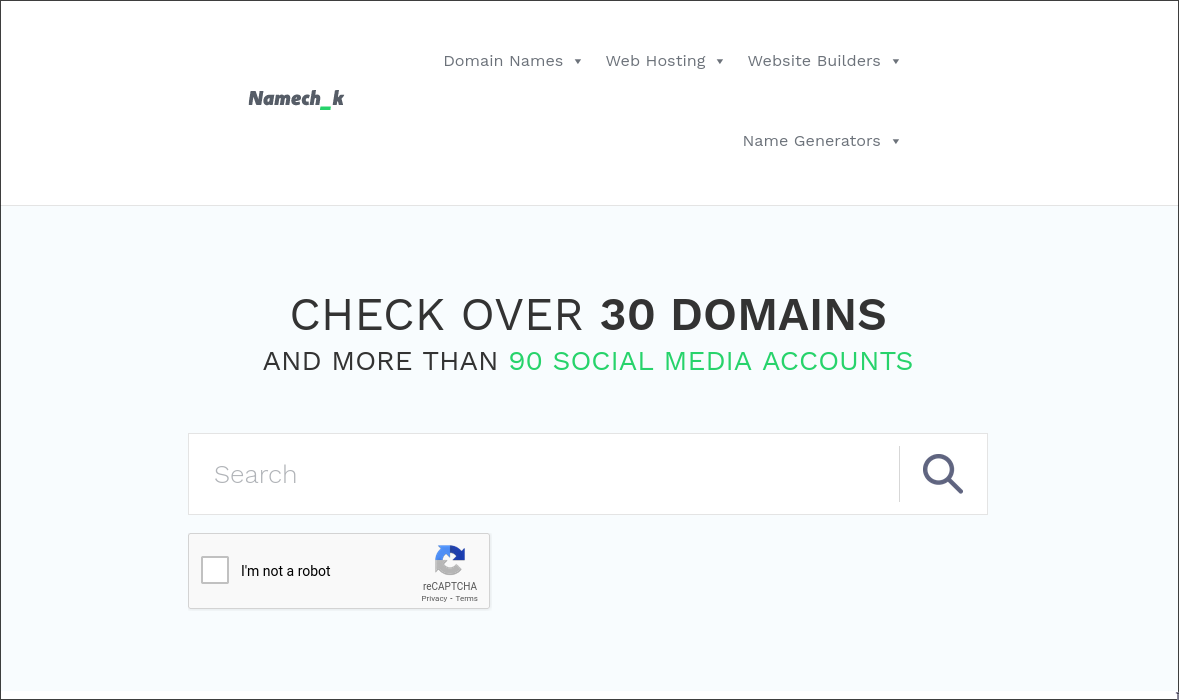 Domain Names Web Hosting Website Builders
Namech_k
Name Generators
CHECK OVER 30 DOMAINS
AND MORE THAN 90 SOCIAL MEDIA ACCOUNTS
Search
I'm not a robot
reCAPTCHA
Privacy - Terms